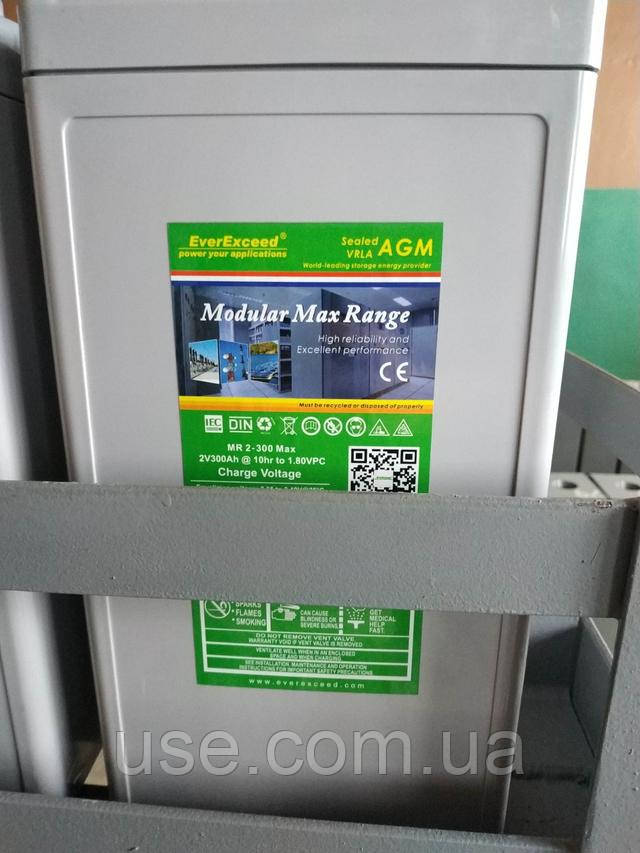 EverExceed®
power your applications
Sealed
VRLA AGM
World-leading storage energy provider
Modular Max Range
High reliability and
Excellent performance
CE
Must be recycled or disposed of properly
IEC DIN
MR 2-300 Max
2V300Ah @ 10hr to 1.80VPC
Charge Voltage
SPARKS
• FLAMES
• SMOKING
CAN CAUSE
BLINDNESS OR
SEVERE BURNS
GET
MEDICAL
HELP
FAST.
DO NOT REMOVE VENT VALVE
WARRANTY VOID IF VENT VALVE IS REMOVED
VENTILATE WELL WHEN IN AN ENCLOSED
SPACE AND WHEN CHARGING
SEE INSTALLATION, MAINTENANCE AND OPERATION
INSTRUCTIONS FOR IMPORTANT SAFETY PRECAUTIONS
www.everexceed.com
use.com.ua